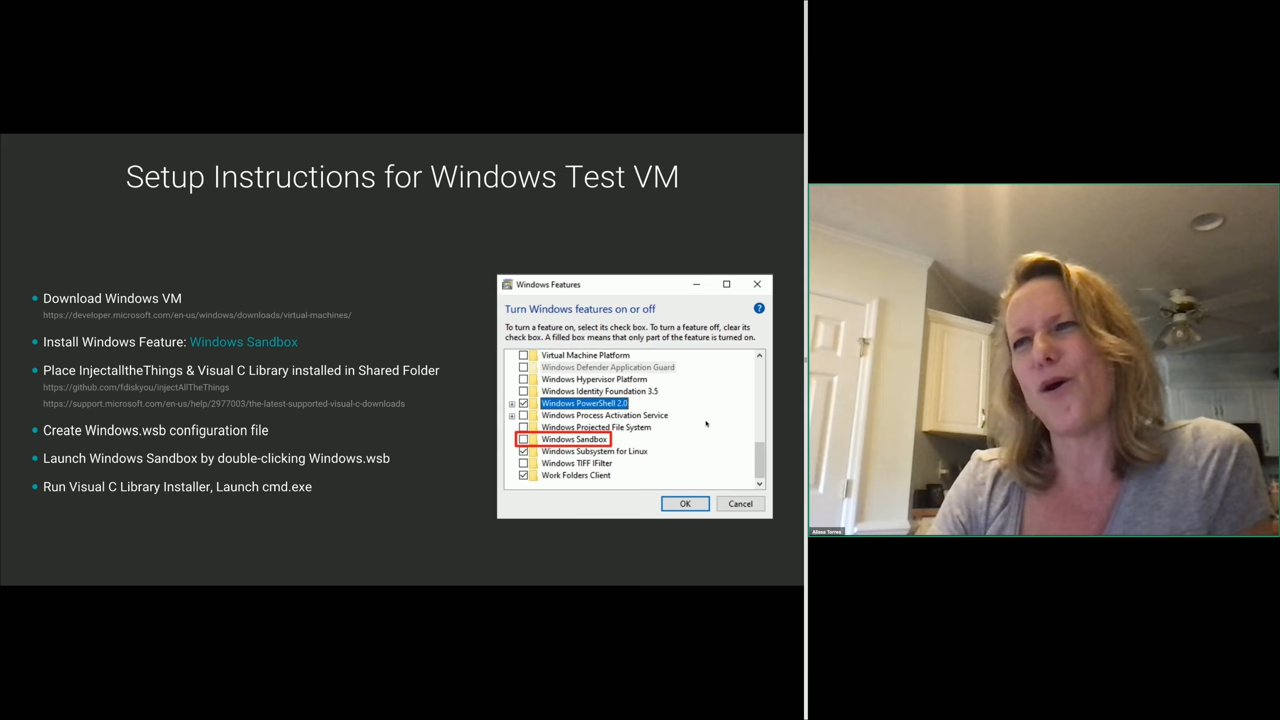 Setup Instructions for Windows Test VM
Download Windows VM
https://developer.microsoft.com/en-us/windows/downloads/virtual-machines/
Install Windows Feature: Windows Sandbox
Place InjectalltheThings & Visual C Library installed in Shared Folder
https://github.com/fdiskyou/injectAllTheThings
https://support.microsoft.com/en-us/help/2977003/the-latest-supported-visual-c-downloads
Create Windows.wsb configuration file
Launch Windows Sandbox by double-clicking Windows.wsb
Run Visual C Library Installer, Launch cmd.exe
Windows Features
Turn Windows features on or off
?
To turn a feature on, select its check box. To turn a feature off, clear its
check box. A filled box means that only part of the feature is turned on.
Virtual Machine Platform
Windows Defender Application Guard
Windows Hypervisor Platform
Windows Identity Foundation 3.5
Windows PowerShell 2.0
Windows Process Activation Service
Windows Projected File System
Windows Sandbox
Windows Subsystem for Linux
Windows TIFF IFilter
Work Folders Client
OK Cancel
Alissa Torres